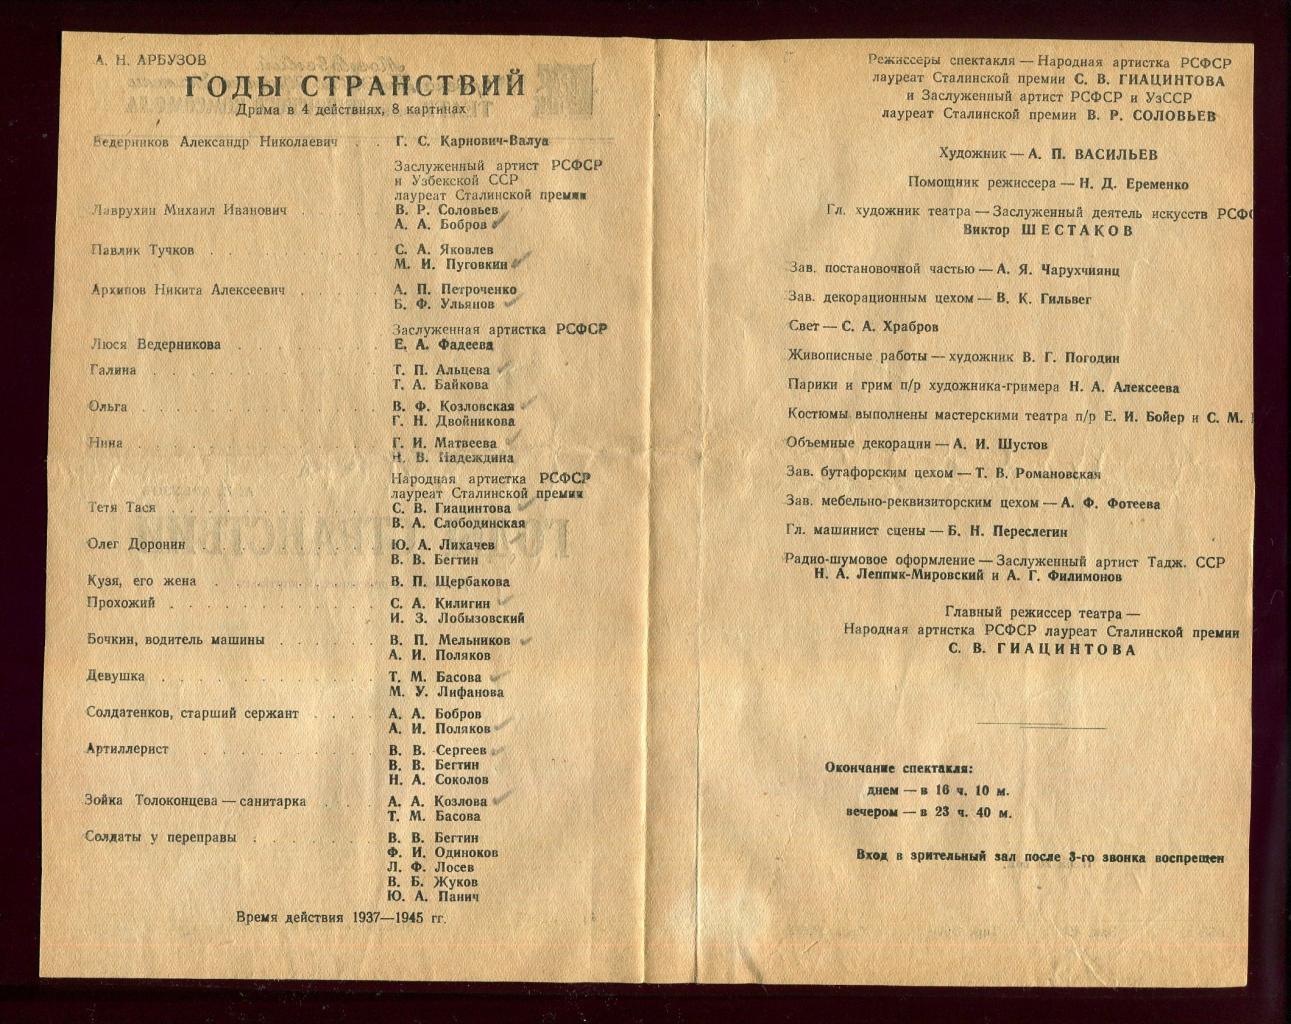 А. Н. АРБУЗОВ
ГОДЫ СТРАНСТВИЙ
Драма в 4 действиях, 8 картинах
Ведерников Александр Николаевич . . Г. С. Карнович-Валуа
Заслуженный артист РСФСР
и Узбекской ССР
лауреат Сталинской премии
Лаврухин Михаил Иванович . . . . . В. Р. Соловьев
А. А. Бобров
Павлик Тучков . . . . . . . . . . . С. А. Яковлев
М. И. Пуговкин
Архипов Никита Алексеевич . . . . . А. П. Петроченко
Б. Ф. Ульянов
Заслуженная артистка РСФСР
Люся Ведерникова . . . . . . . . . Е. А. Фадеева
Галина . . . . . . . . . . . . . . Т. П. Альцева
Т. А. Байкова
Ольга . . . . . . . . . . . . . . . В. Ф. Козловская
Г. Н. Двойникова
Нина . . . . . . . . . . . . . . . Г. И. Матвеева
Н. В. Надеждина
Народная артистка РСФСР
лауреат Сталинской премии
Тетя Тася . . . . . . . . . . . . . С. В. Гиацинтова
В. А. Слободинская
Олег Доронин . . . . . . . . . . . Ю. А. Лихачев
В. В. Бегтин
Кузя, его жена . . . . . . . . . . В. П. Щербакова
Прохожий . . . . . . . . . . . . . С. А. Килигин
И. З. Лобызовский
Бочкин, водитель машины . . . . . . В. П. Мельников
А. И. Поляков
Девушка . . . . . . . . . . . . . . Т. М. Басова
М. У. Лифанова
Солдатенков, старший сержант . . . . А. А. Бобров
А. И. Поляков
Артиллерист . . . . . . . . . . . . В. В. Сергеев
В. В. Бегтин
Н. А. Соколов
Зойка Толоконцева — санитарка . . . . А. А. Козлова
Т. М. Басова
Солдаты у переправы . . . . . . . . В. В. Бегтин
Ф. И. Одиноков
Л. Ф. Лосев
В. Б. Жуков
Ю. А. Панич
Время действия 1937—1945 гг.
Режиссеры спектакля — Народная артистка РСФСР
лауреат Сталинской премии С. В. ГИАЦИНТОВА
и Заслуженный артист РСФСР и УзССР
лауреат Сталинской премии В. Р. СОЛОВЬЕВ
Художник — А. П. ВАСИЛЬЕВ
Помощник режиссера — Н. Д. Еременко
Гл. художник театра — Заслуженный деятель искусств РСФС
Виктор ШЕСТАКОВ
Зав. постановочной частью — А. Я. Чарухчиянц
Зав. декорационным цехом — В. К. Гильвег
Свет — С. А. Храбров
Живописные работы — художник В. Г. Погодин
Парики и грим п/р художника-гримера Н. А. Алексеева
Костюмы выполнены мастерскими театра п/р Е. И. Бойер и С. М.
Объемные декорации — А. И. Шустов
Зав. бутафорским цехом — Т. В. Романовская
Зав. мебельно-реквизиторским цехом — А. Ф. Фотеева
Гл. машинист сцены — Б. Н. Переслегин
Радио-шумовое оформление — Заслуженный артист Тадж. ССР
Н. А. Леппик-Мировский и А. Г. Филимонов
Главный режиссер театра —
Народная артистка РСФСР лауреат Сталинской премии
С. В. ГИАЦИНТОВА
Окончание спектакля:
днем — в 16 ч. 10 м.
вечером — в 23 ч. 40 м.
Вход в зрительный зал после 3-го звонка воспрещен